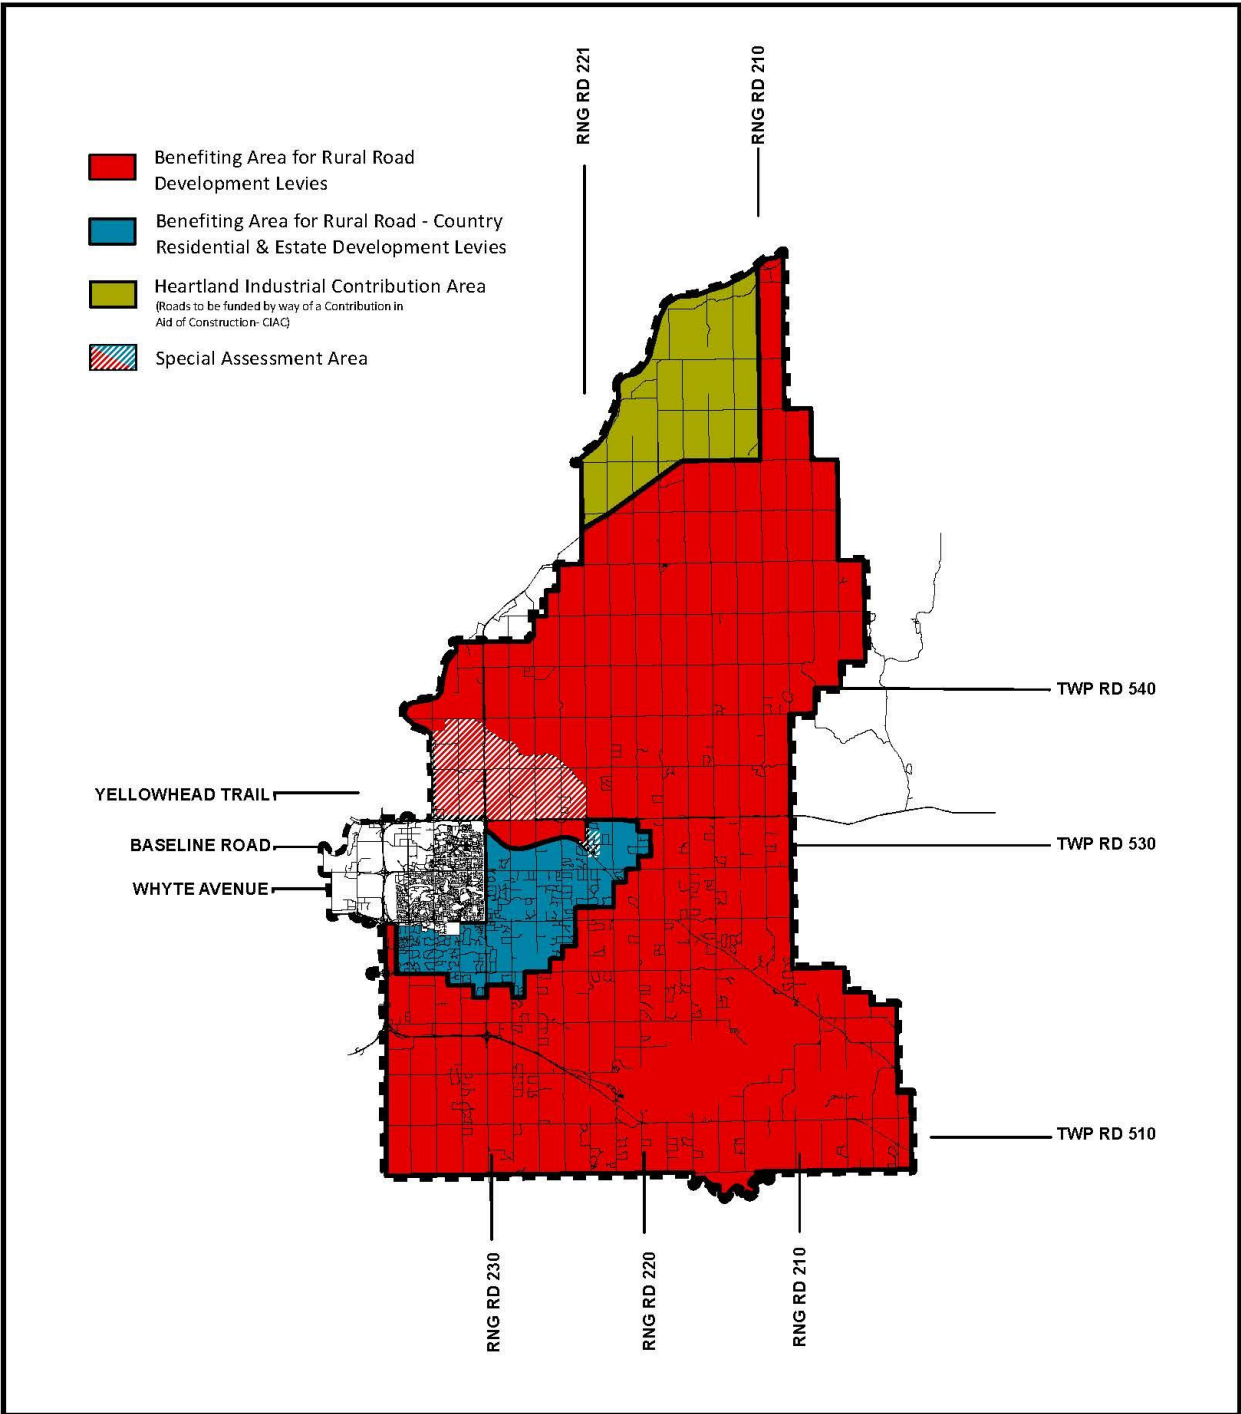 RNG RD 221
RNG RD 210
Benefiting Area for Rural Road
Development Levies
Benefiting Area for Rural Road - Country
Residential & Estate Development Levies
Heartland Industrial Contribution Area
(Roads to be funded by way of a Contribution in
Aid of Construction- CIAC)
Special Assessment Area
TWP RD 540
YELLOWHEAD TRAIL
BASELINE ROAD
TWP RD 530
WHYTE AVENUE
TWP RD 510
RNG RD 230
RNG RD 220
RNG RD 210